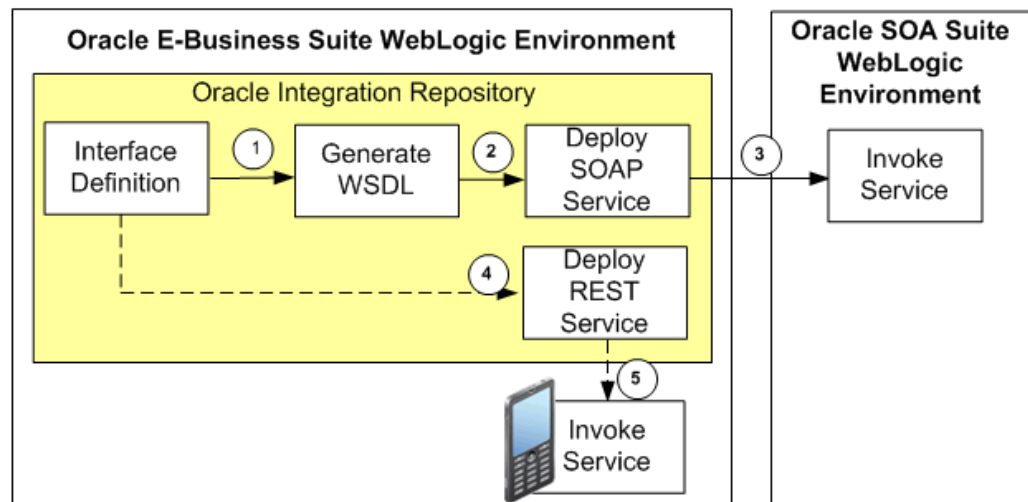 Oracle E-Business Suite WebLogic Environment
Oracle SOA Suite
WebLogic
Environment
Oracle Integration Repository
Interface
Definition
1
Generate
WSDL
2
Deploy
SOAP
Service
3
Invoke
Service
4
Deploy
REST
Service
5
Invoke
Service